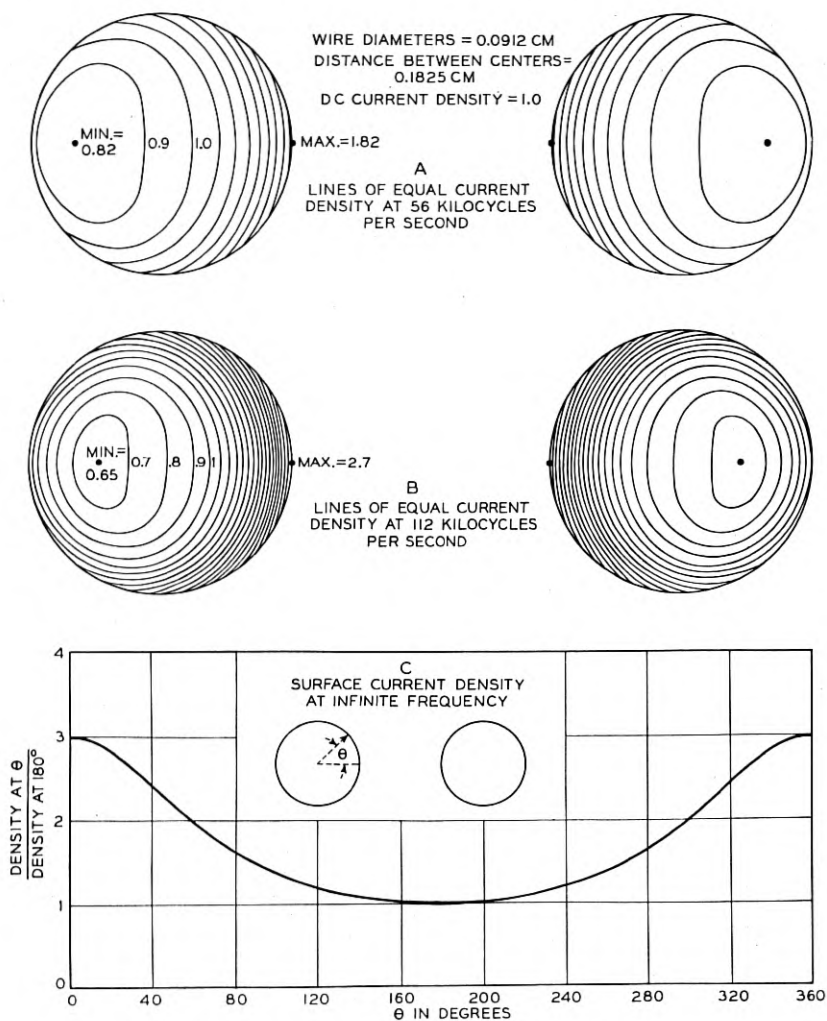 WIRE DIAMETERS = 0.0912 CM
DISTANCE BETWEEN CENTERS=
0.1825 CM
DC CURRENT DENSITY = 1.0
MIN.=
0.82
0.9
1.0
MAX.=1.82
A
LINES OF EQUAL CURRENT
DENSITY AT 56 KILOCYCLES
PER SECOND
MIN.=
0.65
0.7
.8
.9
1
MAX.=2.7
B
LINES OF EQUAL CURRENT
DENSITY AT 112 KILOCYCLES
PER SECOND
C
SURFACE CURRENT DENSITY
AT INFINITE FREQUENCY
θ
DENSITY AT θ
DENSITY AT 180°
4
3
2
1
0
0
40
80
120
160
200
240
280
320
360
θ IN DEGREES